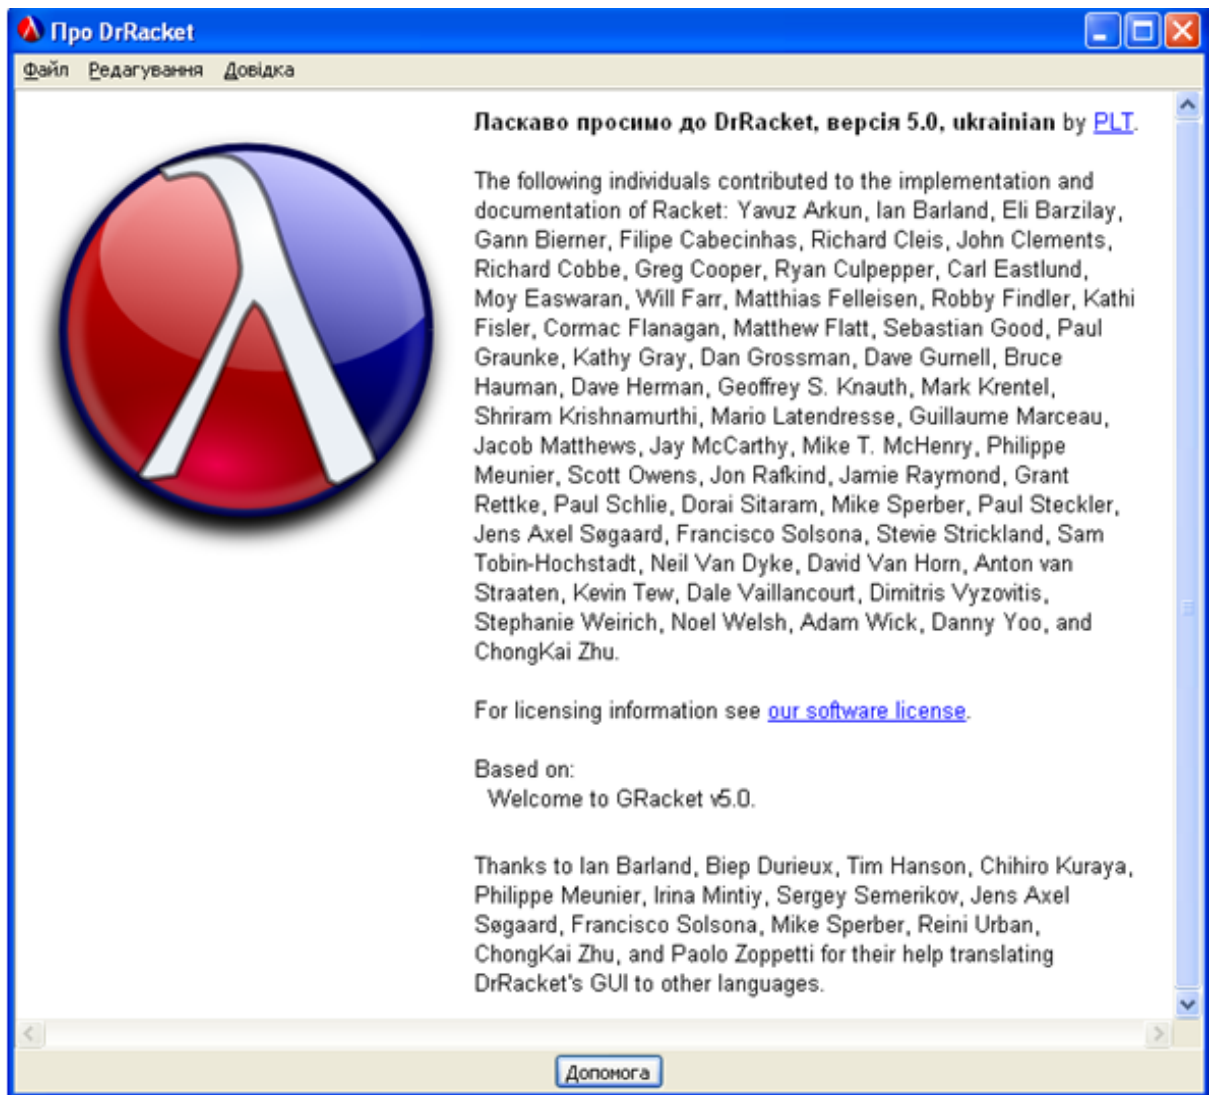 Про DrRacket
Файл Редагування Довідка
Ласкаво просимо до DrRacket, версія 5.0, ukrainian by PLT.
The following individuals contributed to the implementation and
documentation of Racket: Yavuz Arkun, Ian Barland, Eli Barzilay,
Gann Bierner, Filipe Cabecinhas, Richard Cleis, John Clements,
Richard Cobbe, Greg Cooper, Ryan Culpepper, Carl Eastlund,
Moy Easwaran, Will Farr, Matthias Felleisen, Robby Findler, Kathi
Fisler, Cormac Flanagan, Matthew Flatt, Sebastian Good, Paul
Graunke, Kathy Gray, Dan Grossman, Dave Gurnell, Bruce
Hauman, Dave Herman, Geoffrey S. Knauth, Mark Krentel,
Shriram Krishnamurthi, Mario Latendresse, Guillaume Marceau,
Jacob Matthews, Jay McCarthy, Mike T. McHenry, Philippe
Meunier, Scott Owens, Jon Rafkind, Jamie Raymond, Grant
Rettke, Paul Schlie, Dorai Sitaram, Mike Sperber, Paul Steckler,
Jens Axel Søgaard, Francisco Solsona, Stevie Strickland, Sam
Tobin-Hochstadt, Neil Van Dyke, David Van Horn, Anton van
Straaten, Kevin Tew, Dale Vaillancourt, Dimitris Vyzovitis,
Stephanie Weirich, Noel Welsh, Adam Wick, Danny Yoo, and
ChongKai Zhu.
For licensing information see our software license.
Based on:
Welcome to GRacket v5.0.
Thanks to Ian Barland, Biep Durieux, Tim Hanson, Chihiro Kuraya,
Philippe Meunier, Irina Mintiy, Sergey Semerikov, Jens Axel
Søgaard, Francisco Solsona, Mike Sperber, Reini Urban,
ChongKai Zhu, and Paolo Zoppetti for their help translating
DrRacket's GUI to other languages.
Допомога